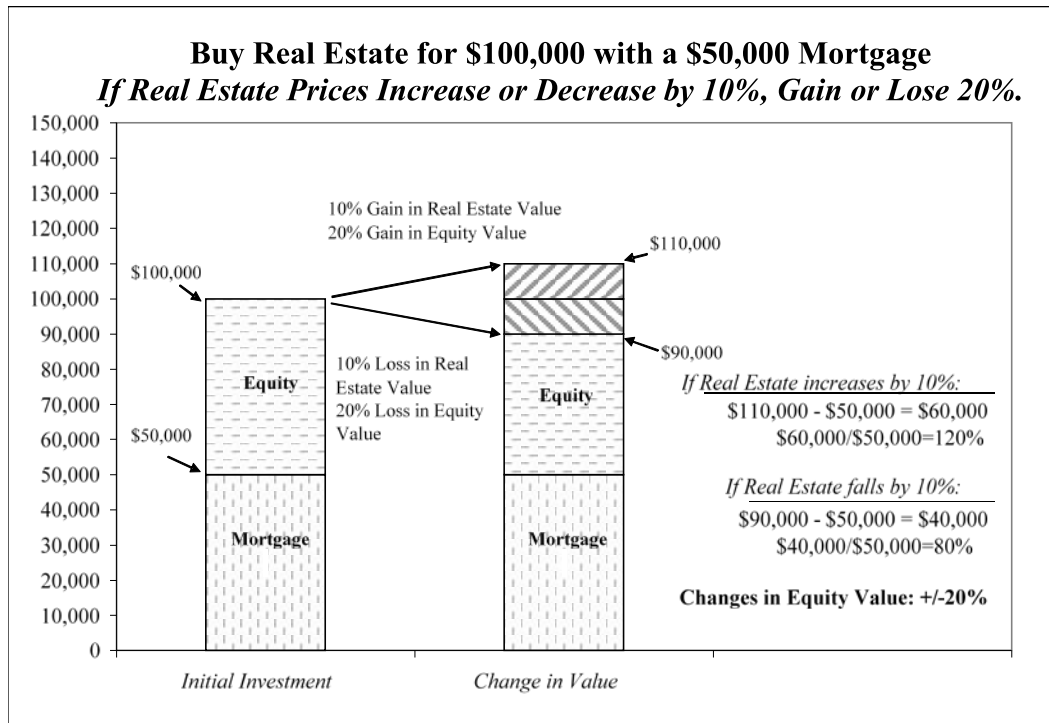 Buy Real Estate for $100,000 with a $50,000 Mortgage
If Real Estate Prices Increase or Decrease by 10%, Gain or Lose 20%.
150,000
140,000
130,000
120,000
110,000
100,000
90,000
80,000
70,000
60,000
50,000
40,000
30,000
20,000
10,000
0
$100,000
$50,000
Equity
Mortgage
10% Gain in Real Estate Value
20% Gain in Equity Value
10% Loss in Real
Estate Value
20% Loss in Equity
Value
$110,000
$90,000
Equity
Mortgage
If Real Estate increases by 10%:
$110,000 - $50,000 = $60,000
$60,000/$50,000=120%
If Real Estate falls by 10%:
$90,000 - $50,000 = $40,000
$40,000/$50,000=80%
Changes in Equity Value: +/-20%
Initial Investment
Change in Value